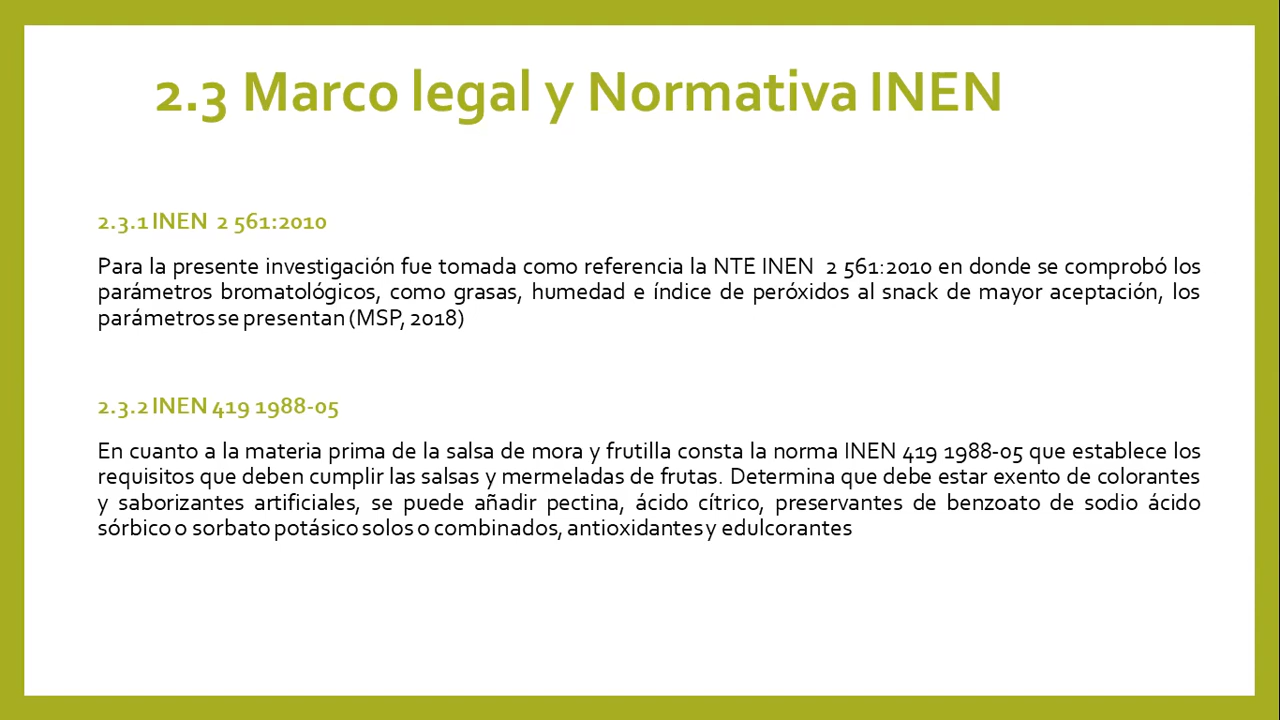 2.3 Marco legal y Normativa INEN
2.3.1 INEN 2 561:2010
Para la presente investigación fue tomada como referencia la NTE INEN 2 561:2010 en donde se comprobó los
parámetros bromatológicos, como grasas, humedad e índice de peróxidos al snack de mayor aceptación, los
parámetros se presentan (MSP, 2018)
2.3.2 INEN 419 1988-05
En cuanto a la materia prima de la salsa de mora y frutilla consta la norma INEN 419 1988-05 que establece los
requisitos que deben cumplir las salsas y mermeladas de frutas. Determina que debe estar exento de colorantes
y saborizantes artificiales, se puede añadir pectina, ácido cítrico, preservantes de benzoato de sodio ácido
sórbico o sorbato potásico solos o combinados, antioxidantes y edulcorantes